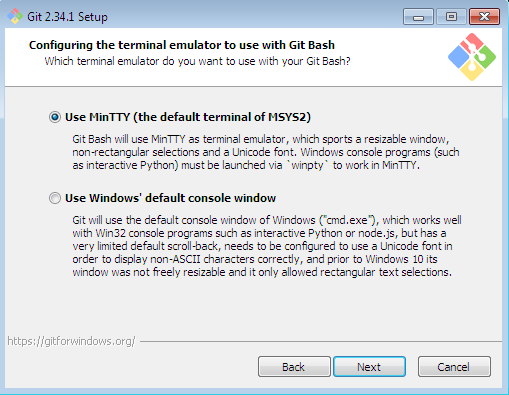 Git 2.34.1 Setup
Configuring the terminal emulator to use with Git Bash
Which terminal emulator do you want to use with your Git Bash?
Use MinTTY (the default terminal of MSYS2)
Git Bash will use MinTTY as terminal emulator, which sports a resizable window,
non-rectangular selections and a Unicode font. Windows console programs (such
as interactive Python) must be launched via `winpty` to work in MinTTY.
Use Windows' default console window
Git will use the default console window of Windows ("cmd.exe"), which works well
with Win32 console programs such as interactive Python or node.js, but has a
very limited default scroll-back, needs to be configured to use a Unicode font in
order to display non-ASCII characters correctly, and prior to Windows 10 its
window was not freely resizable and it only allowed rectangular text selections.
https://gitforwindows.org/
Back
Next
Cancel